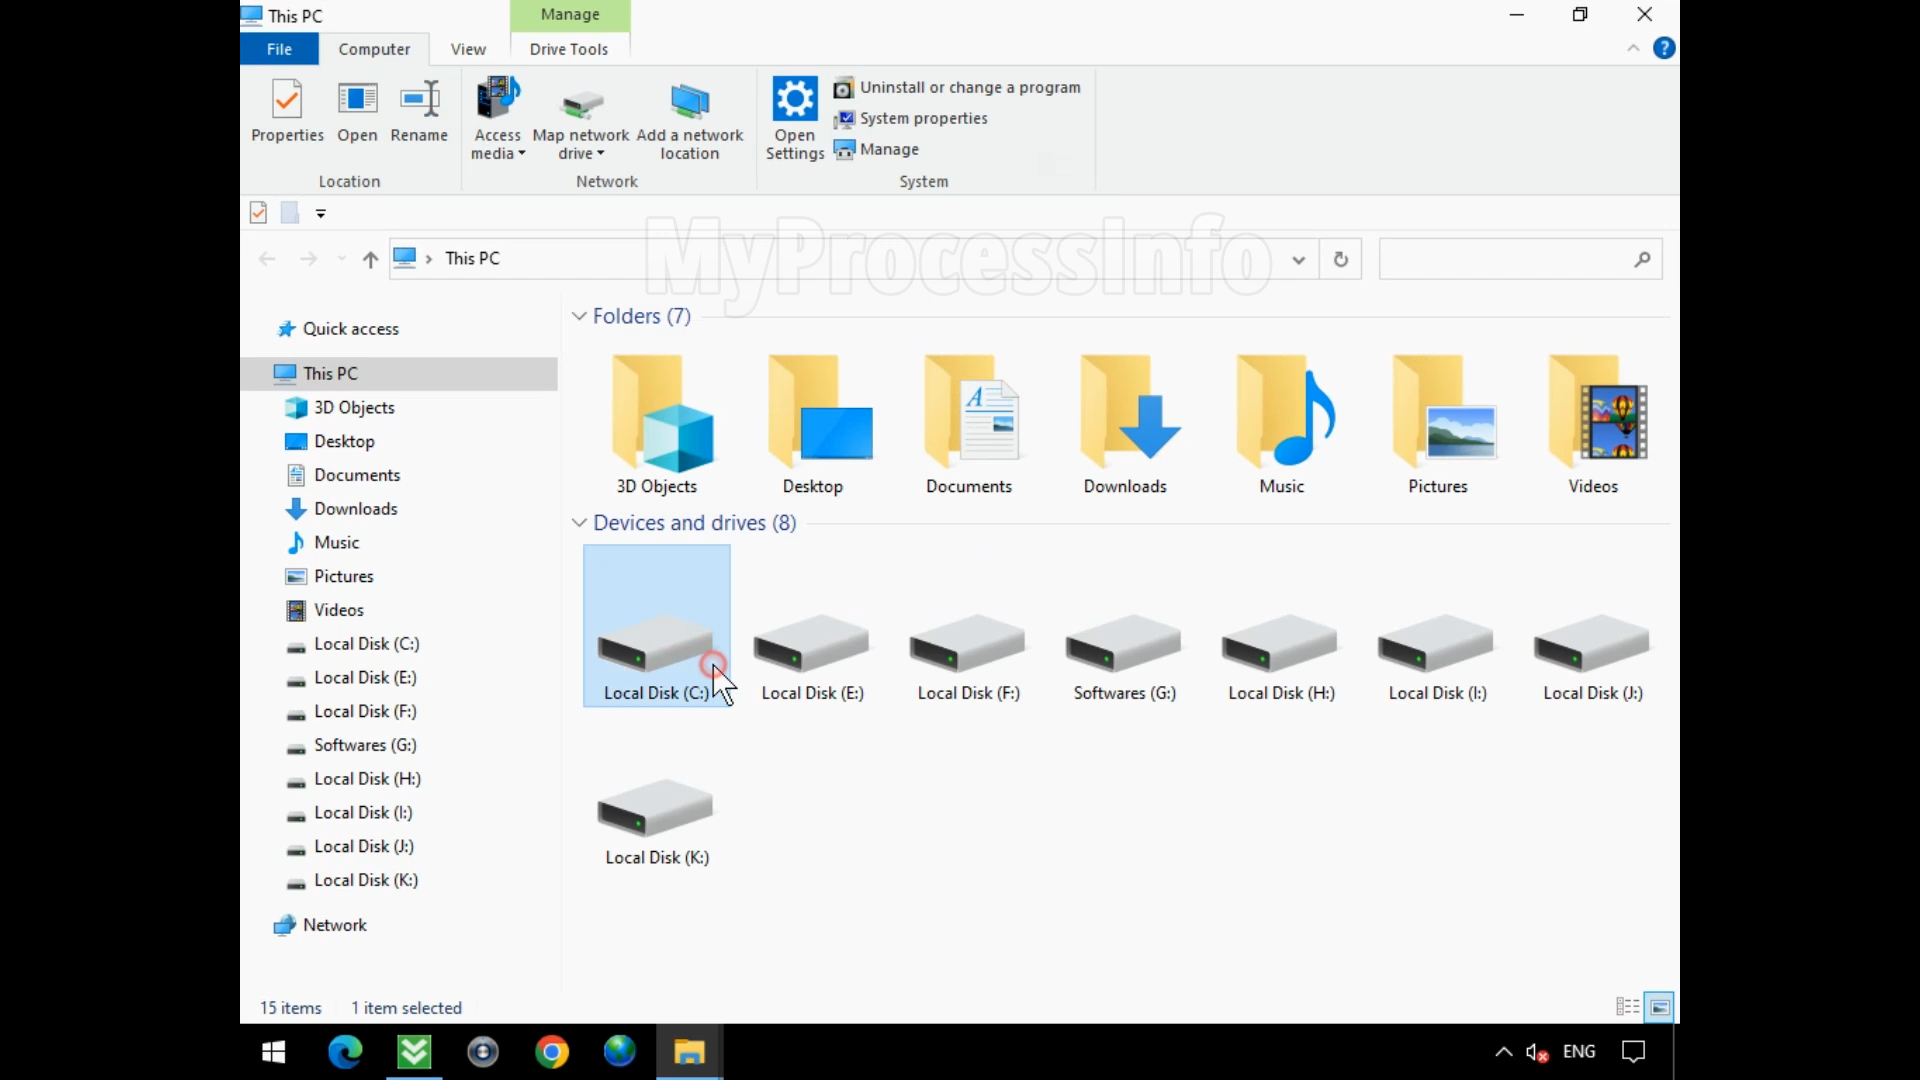 This PC
Manage
File
Computer
View
Drive Tools
Properties
Open
Rename
Access media
Map network drive
Add a network location
Open Settings
Uninstall or change a program
System properties
Manage
Location
Network
System
MyProcessInfo
This PC
Quick access
This PC
3D Objects
Desktop
Documents
Downloads
Music
Pictures
Videos
Local Disk (C:)
Local Disk (E:)
Local Disk (F:)
Softwares (G:)
Local Disk (H:)
Local Disk (I:)
Local Disk (J:)
Local Disk (K:)
Network
Folders (7)
3D Objects
Desktop
Documents
Downloads
Music
Pictures
Videos
Devices and drives (8)
Local Disk (C:)
Local Disk (E:)
Local Disk (F:)
Softwares (G:)
Local Disk (H:)
Local Disk (I:)
Local Disk (J:)
Local Disk (K:)
15 items
1 item selected
ENG